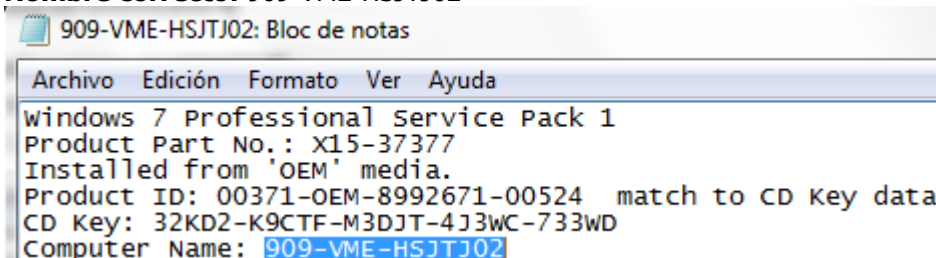 909-VME-HSJTJ02: Bloc de notas
Archivo Edición Formato Ver Ayuda
Windows 7 Professional Service Pack 1
Product Part No.: X15-37377
Installed from 'OEM' media.
Product ID: 00371-OEM-8992671-00524 match to CD Key data
CD Key: 32KD2-K9CTF-M3DJT-4J3WC-733WD
Computer Name: 909-VME-HSJTJ02